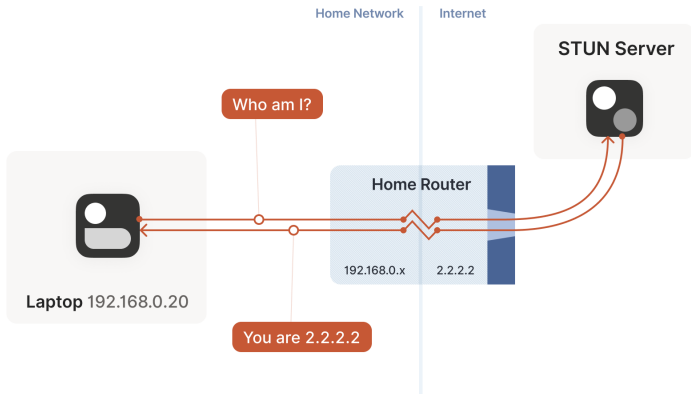 Home Network
Internet
STUN Server
Who am I?
Home Router
192.168.0.x
2.2.2.2
Laptop 192.168.0.20
You are 2.2.2.2